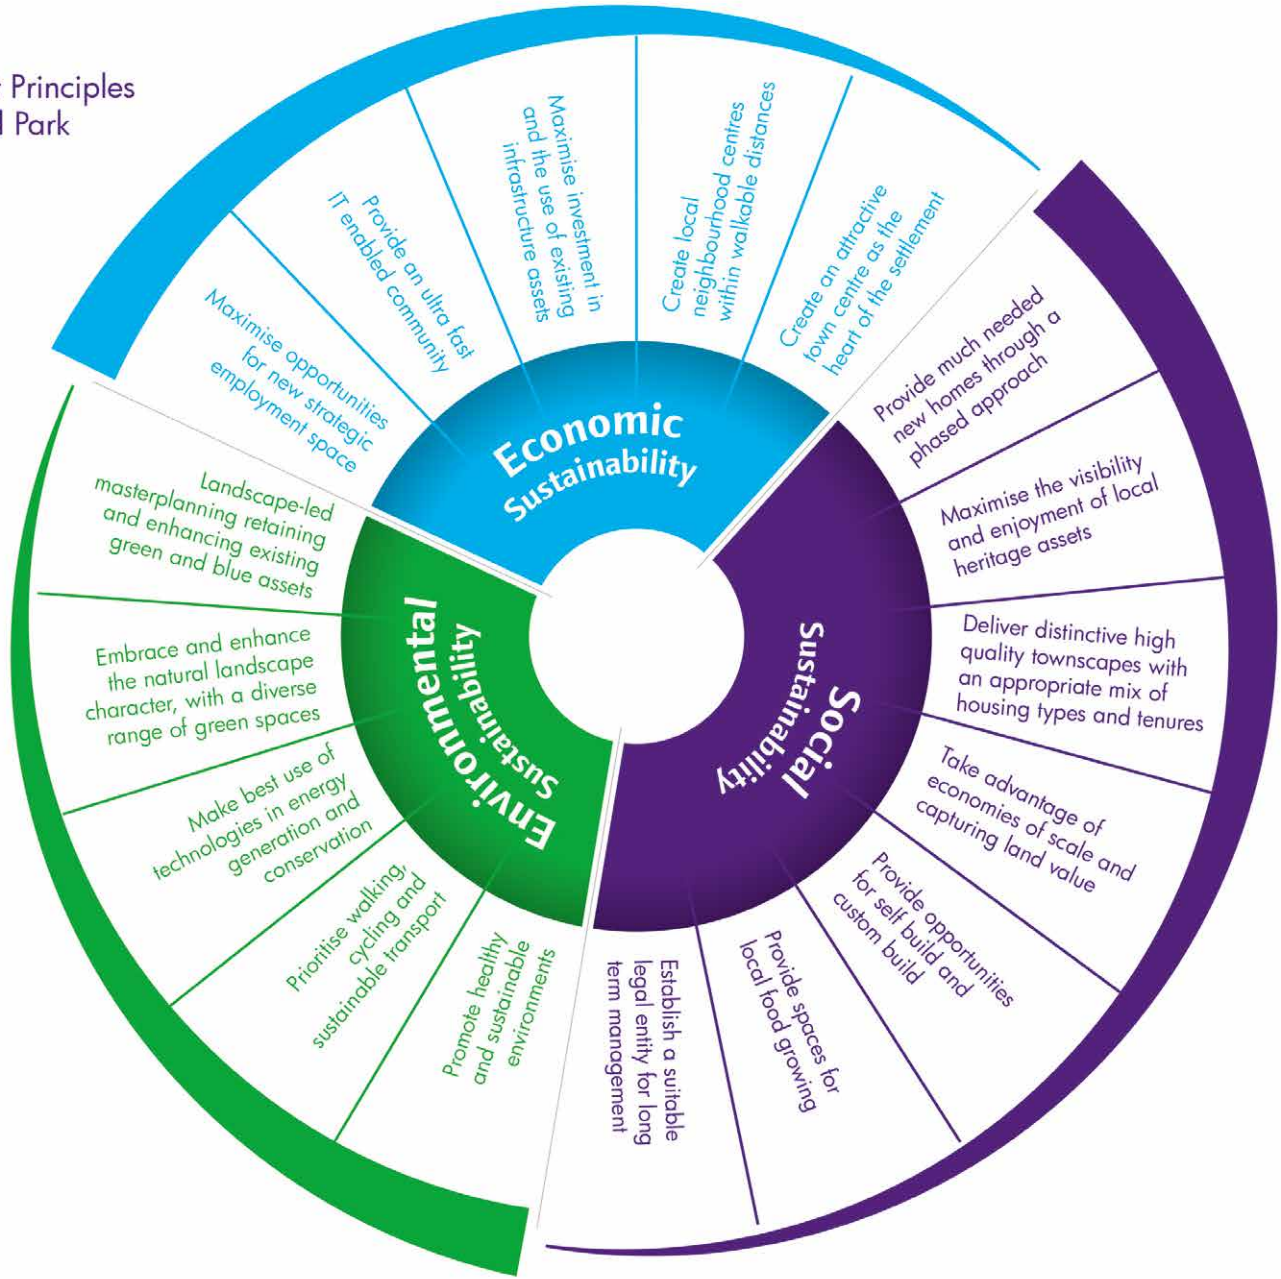 Principles
Park
Economic
Sustainability
Maximise opportunities
for new strategic
employment space
Provide an ultra fast
IT enabled community
Maximise investment in
and the use of existing
infrastructure assets
Create local
neighbourhood centres
within walkable distances
Create an attractive
town centre as the
heart of the settlement
Social
Sustainability
Provide much needed
new homes through a
phased approach
Maximise the visibility
and enjoyment of local
heritage assets
Deliver distinctive high
quality townscapes with
an appropriate mix of
housing types and tenures
Take advantage of
economies of scale and
capturing land value
Provide opportunities
for self build and
custom build
Provide spaces for
local food growing
Establish a suitable
legal entity for long
term management
Environmental
Sustainability
Promote healthy
and sustainable
environments
Prioritise walking,
cycling and
sustainable transport
Make best use of
technologies in energy
generation and
conservation
Embrace and enhance
the natural landscape
character, with a diverse
range of green spaces
Landscape-led
masterplanning retaining
and enhancing existing
green and blue assets